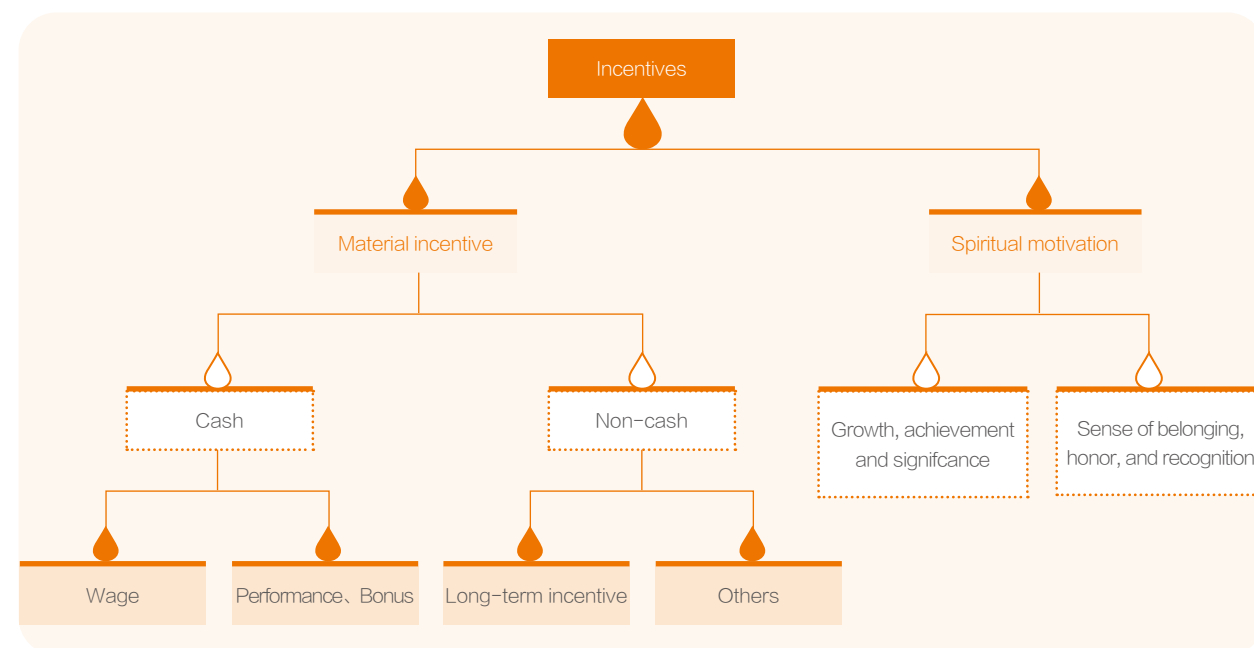 Incentives
Material incentive
Spiritual motivation
Cash
Non-cash
Growth, achievement
and signifcance
Sense of belonging,
honor, and recognition
Wage
Performance、Bonus
Long-term incentive
Others